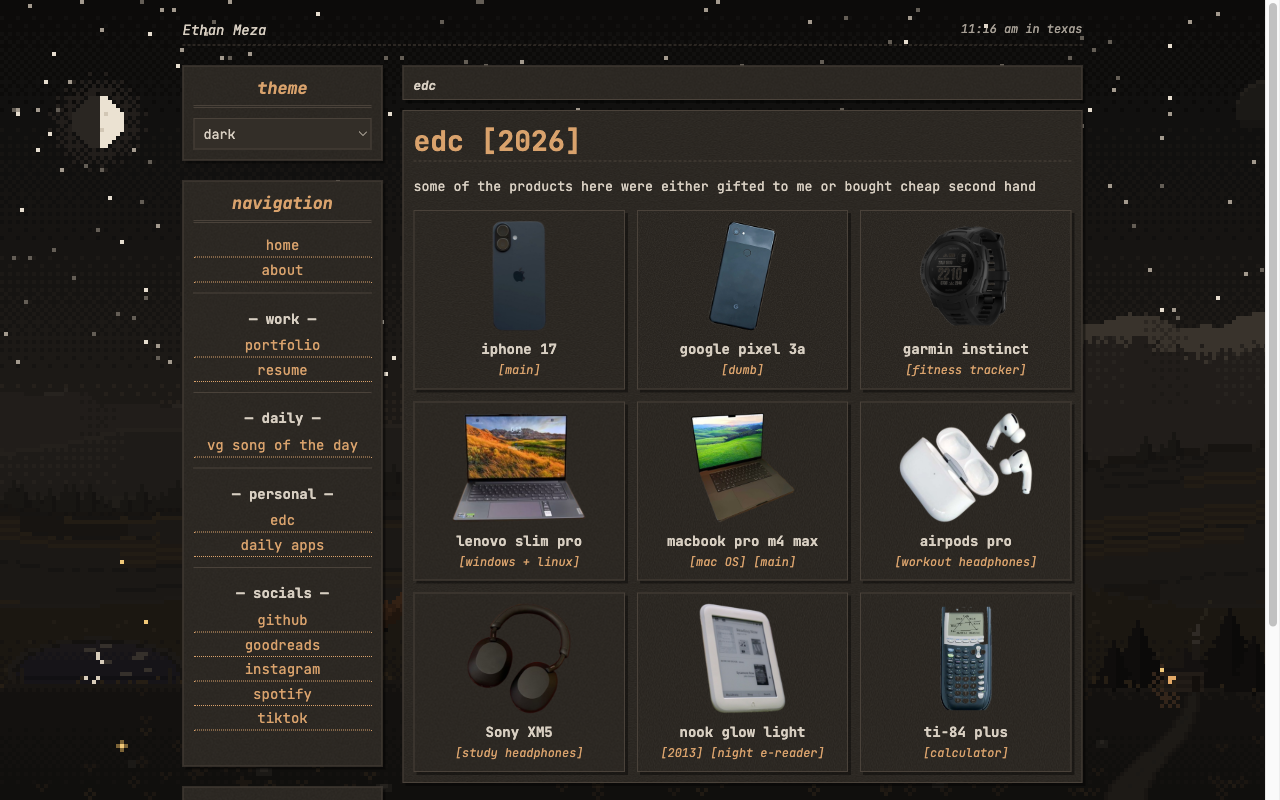 Ethan Meza
11:16 am in texas
theme
dark
navigation
home
about
— work —
portfolio
resume
— daily —
vg song of the day
— personal —
edc
daily apps
— socials —
github
goodreads
instagram
spotify
tiktok
edc
edc [2026]
some of the products here were either gifted to me or bought cheap second hand
iphone 17
[main]
google pixel 3a
[dumb]
garmin instinct
[fitness tracker]
lenovo slim pro
[windows + linux]
macbook pro m4 max
[mac OS] [main]
airpods pro
[workout headphones]
Sony XM5
[study headphones]
nook glow light
[2013] [night e-reader]
ti-84 plus
[calculator]